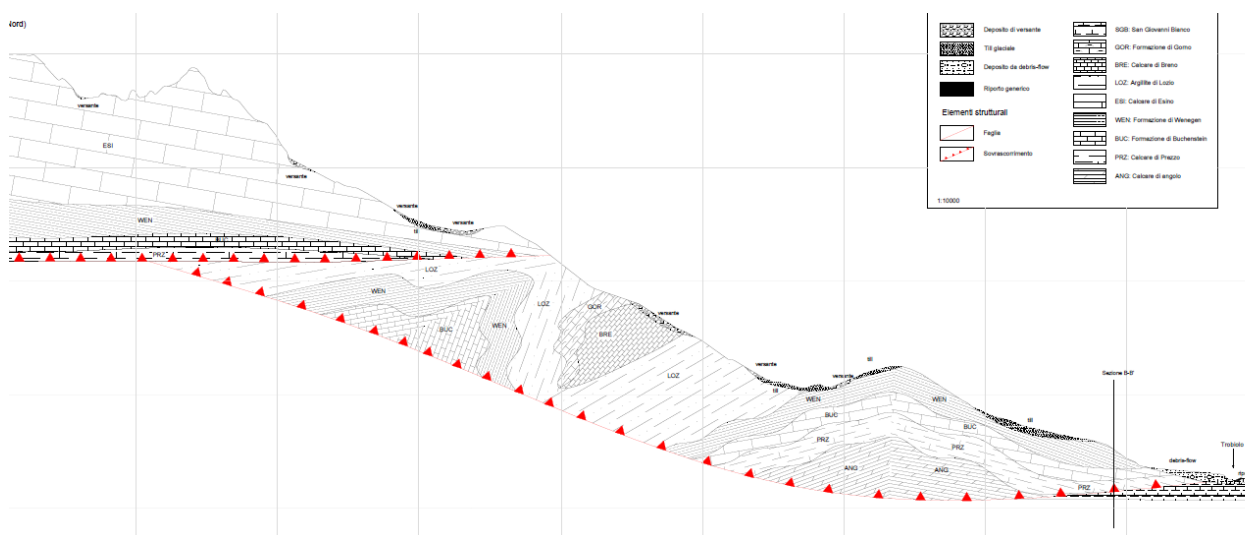 Nord)
versante
ESI
versante
WEN
versante
versante
till
PRZ
LOZ
WEN
LOZ
GOR
versante
BUC
WEN
BRE
LOZ
versante
versante
till
till
WEN
WEN
BUC
BUC
till
PRZ
PRZ
ANG
ANG
PRZ
Sezione B-B'
debris-flow
Trobiolo
rip
Deposito di versante
Till glaciale
Deposito da debris-flow
Riporto generico
Elementi strutturali
Faglia
Sovrascorrimento
SGB: San Giovanni Bianco
GOR: Formazione di Gorno
BRE: Calcare di Breno
LOZ: Argillite di Lozio
ESI: Calcare di Esino
WEN: Formazione di Wenegen
BUC: Formazione di Buchenstein
PRZ: Calcare di Prezzo
ANG: Calcare di angolo
1:10000